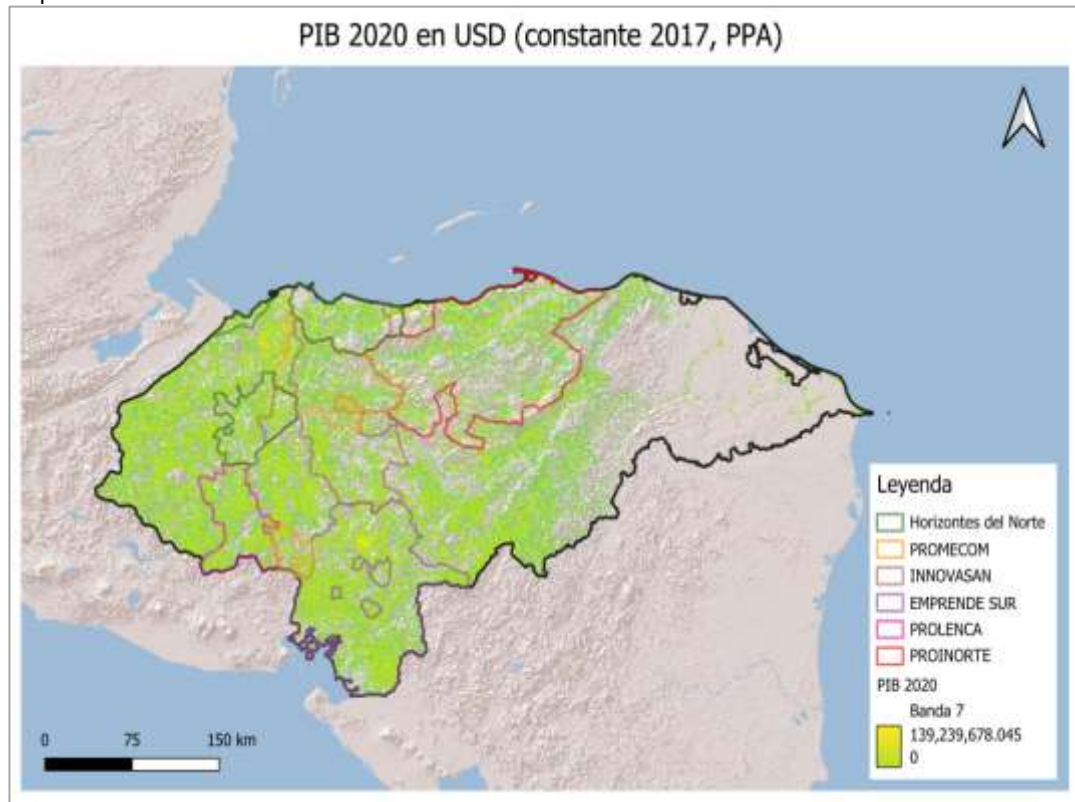 PIB 2020 en USD (constante 2017, PPA)
Leyenda
Horizontes del Norte
PROMECOM
INNOVASAN
EMPRENDE SUR
PROLENCA
PROINORTE
PIB 2020
Banda 7
139,239,678.045
0
0 75 150 km